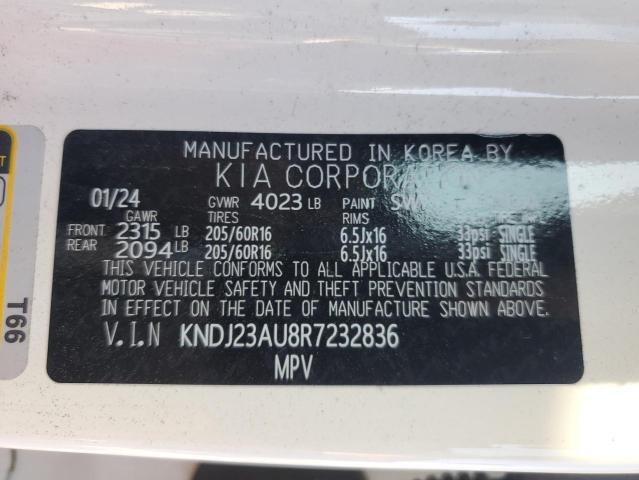 MANUFACTURED IN KOREA BY
KIA CORPORATION
01/24 GVWR 4023 LB PAINT
GAWR TIRES RIMS
FRONT 2315 LB 205/60R16 6.5Jx16 33psi SINGLE
REAR 2094 LB 205/60R16 6.5Jx16 33psi SINGLE
THIS VEHICLE CONFORMS TO ALL APPLICABLE U.S.A. FEDERAL
MOTOR VEHICLE SAFETY AND THEFT PREVENTION STANDARDS
IN EFFECT ON THE DATE OF MANUFACTURE SHOWN ABOVE.
V.I.N KNDJ23AU8R7232836
MPV
T66